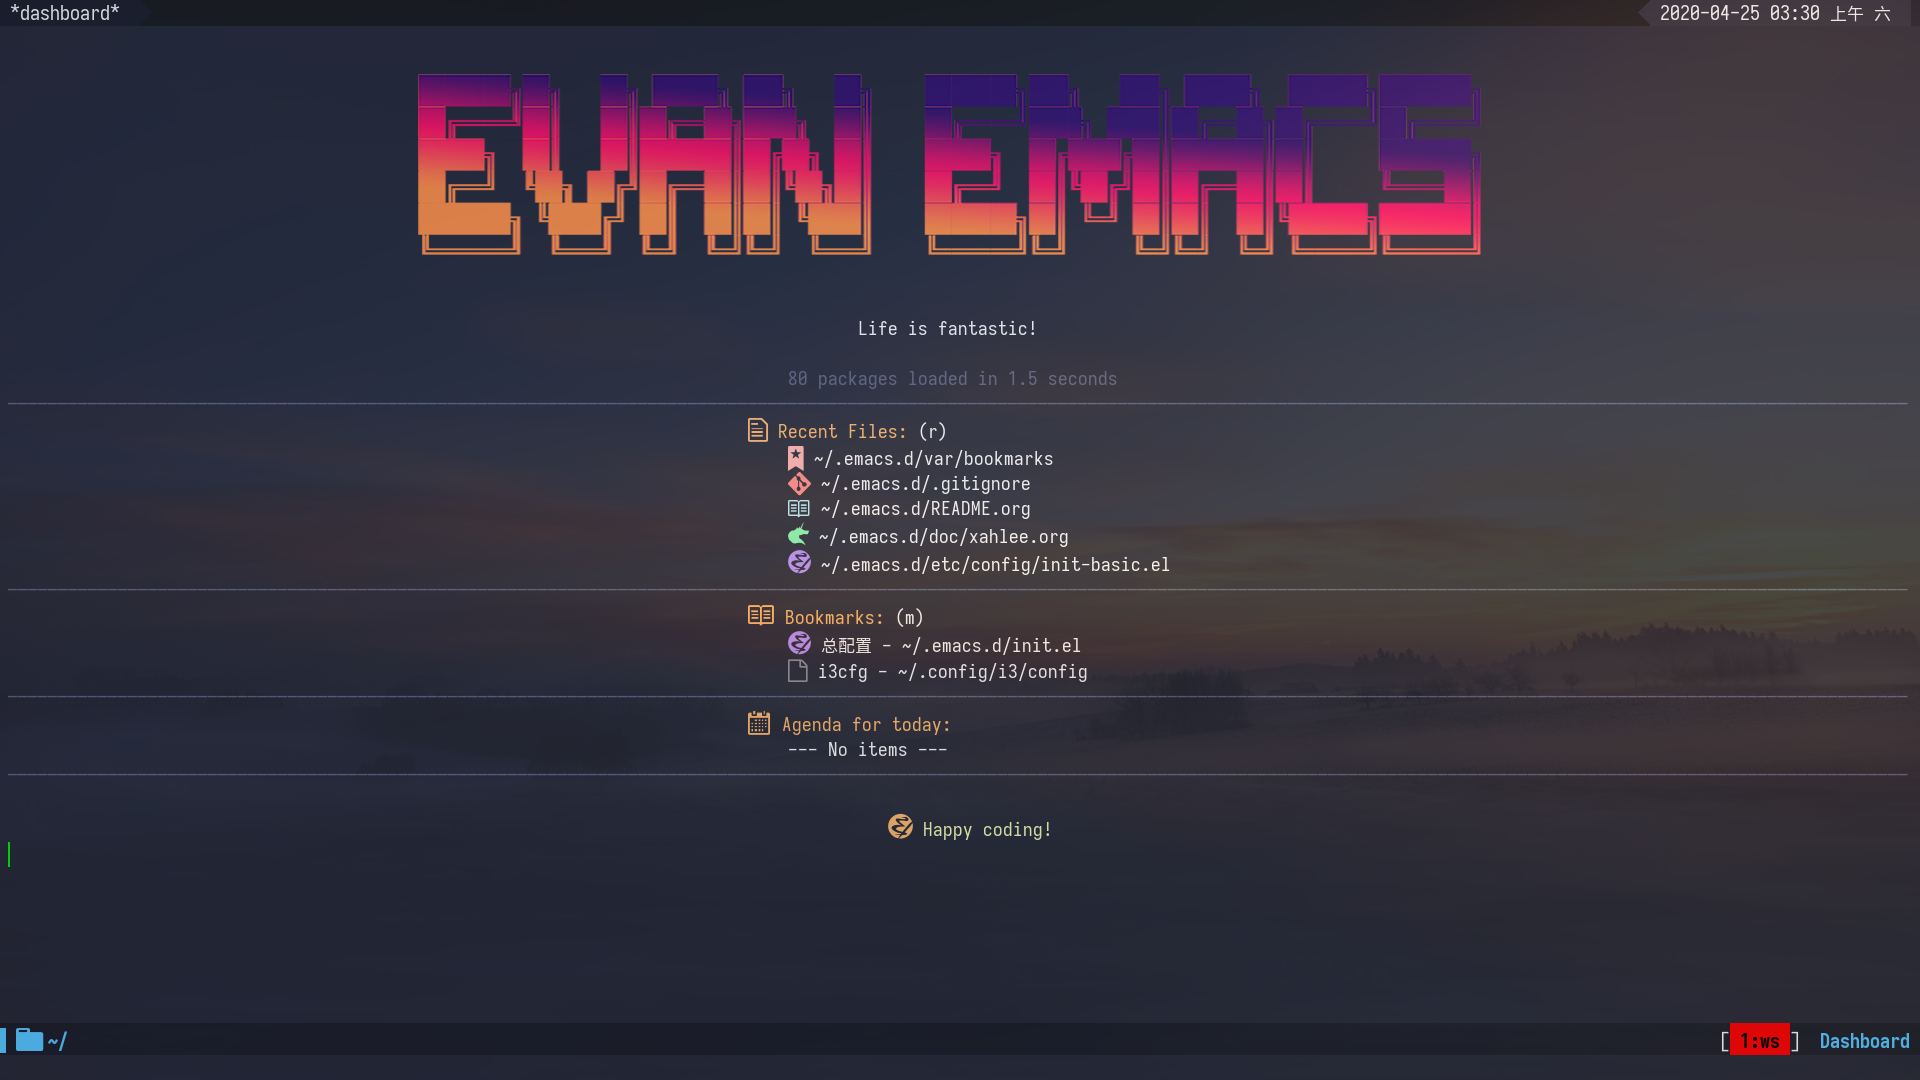 *dashboard*
2020-04-25 03:30 上午 六
EVAN EMACS
Life is fantastic!
80 packages loaded in 1.5 seconds
Recent Files: (r)
~/.emacs.d/var/bookmarks
~/.emacs.d/.gitignore
~/.emacs.d/README.org
~/.emacs.d/doc/xahlee.org
~/.emacs.d/etc/config/init-basic.el
Bookmarks: (m)
总配置 - ~/.emacs.d/init.el
i3cfg - ~/.config/i3/config
Agenda for today:
--- No items ---
Happy coding!
~/
[ 1:ws ] Dashboard